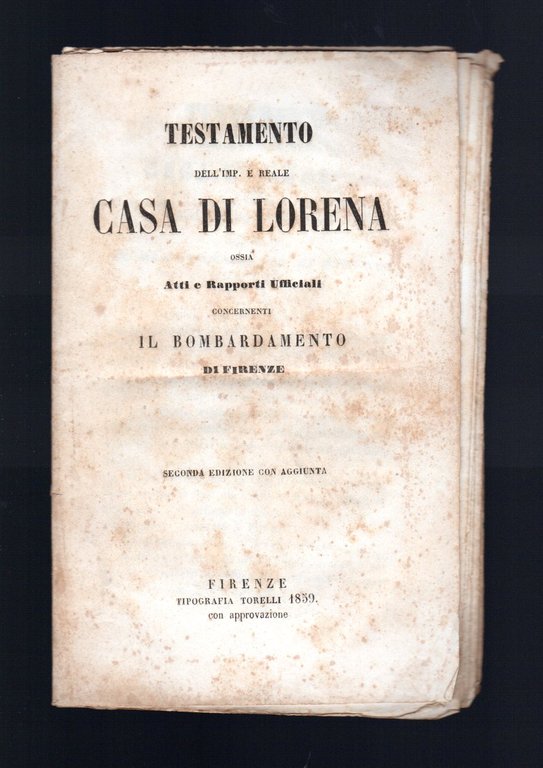 TESTAMENTO
DELL'IMP. E REALE
CASA DI LORENA
OSSIA
Atti e Rapporti Ufficiali
CONCERNENTI
IL BOMBARDAMENTO
DI FIRENZE
SECONDA EDIZIONE CON AGGIUNTA
FIRENZE
TIPOGRAFIA TORELLI 1859.
con approvazione